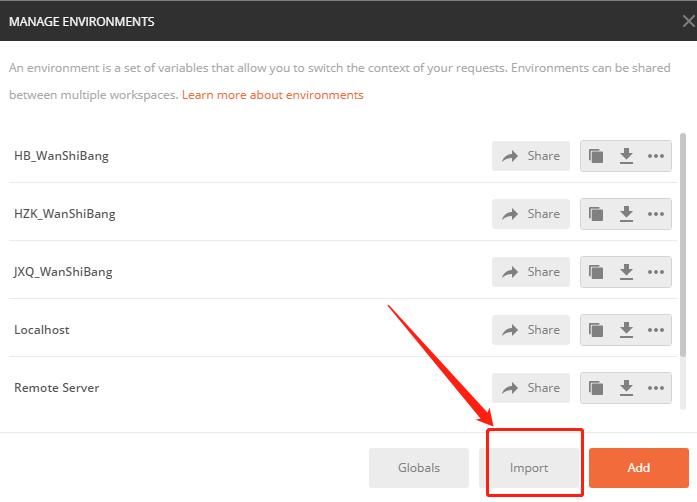 MANAGE ENVIRONMENTS
An environment is a set of variables that allow you to switch the context of your requests. Environments can be shared
between multiple workspaces. Learn more about environments
HB_WanShiBang Share
HZK_WanShiBang Share
JXQ_WanShiBang Share
Localhost Share
Remote Server Share
Globals Import Add